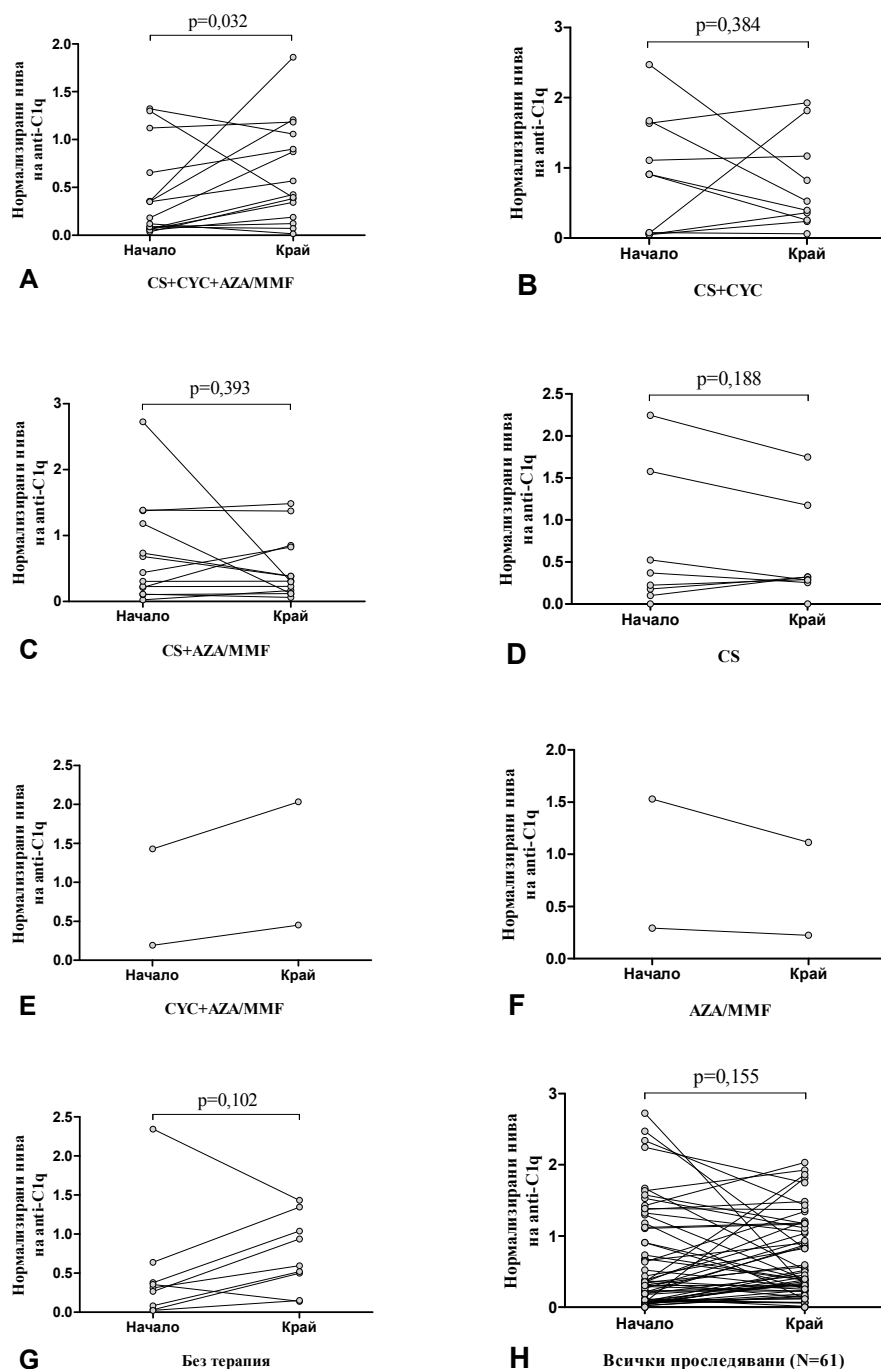 p=0,032
Нормализирани нива
на anti-C1q
2.0
1.5
1.0
0.5
0.0
Начало
Край
A
CS+CYC+AZA/MMF
p=0,384
Нормализирани нива
на anti-C1q
3
2
1
0
Начало
Край
B
CS+CYC
p=0,393
Нормализирани нива
на anti-C1q
3
2
1
0
Начало
Край
C
CS+AZA/MMF
p=0,188
Нормализирани нива
на anti-C1q
2.5
2.0
1.5
1.0
0.5
0.0
Начало
Край
D
CS
Нормализирани нива
на anti-C1q
2.5
2.0
1.5
1.0
0.5
0.0
Начало
Край
E
CYC+AZA/MMF
Нормализирани нива
на anti-C1q
2.0
1.5
1.0
0.5
0.0
Начало
Край
F
AZA/MMF
p=0,102
Нормализирани нива
на anti-C1q
2.5
2.0
1.5
1.0
0.5
0.0
Начало
Край
G
Без терапия
p=0,155
Нормализирани нива
на anti-C1q
3
2
1
0
Начало
Край
H
Всички проследявани (N=61)